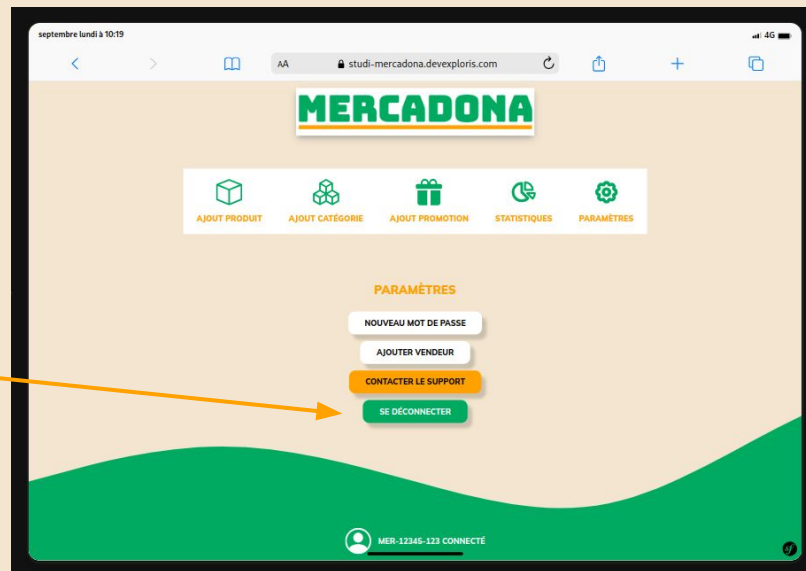 septembre lundi à 10:19
4G
AA
studi-mercadona.devexploris.com
MERCADONA
AJOUT PRODUIT
AJOUT CATÉGORIE
AJOUT PROMOTION
STATISTIQUES
PARAMÈTRES
PARAMÈTRES
NOUVEAU MOT DE PASSE
AJOUTER VENDEUR
CONTACTER LE SUPPORT
SE DÉCONNECTER
MER-12345-123 CONNECTÉ
sf